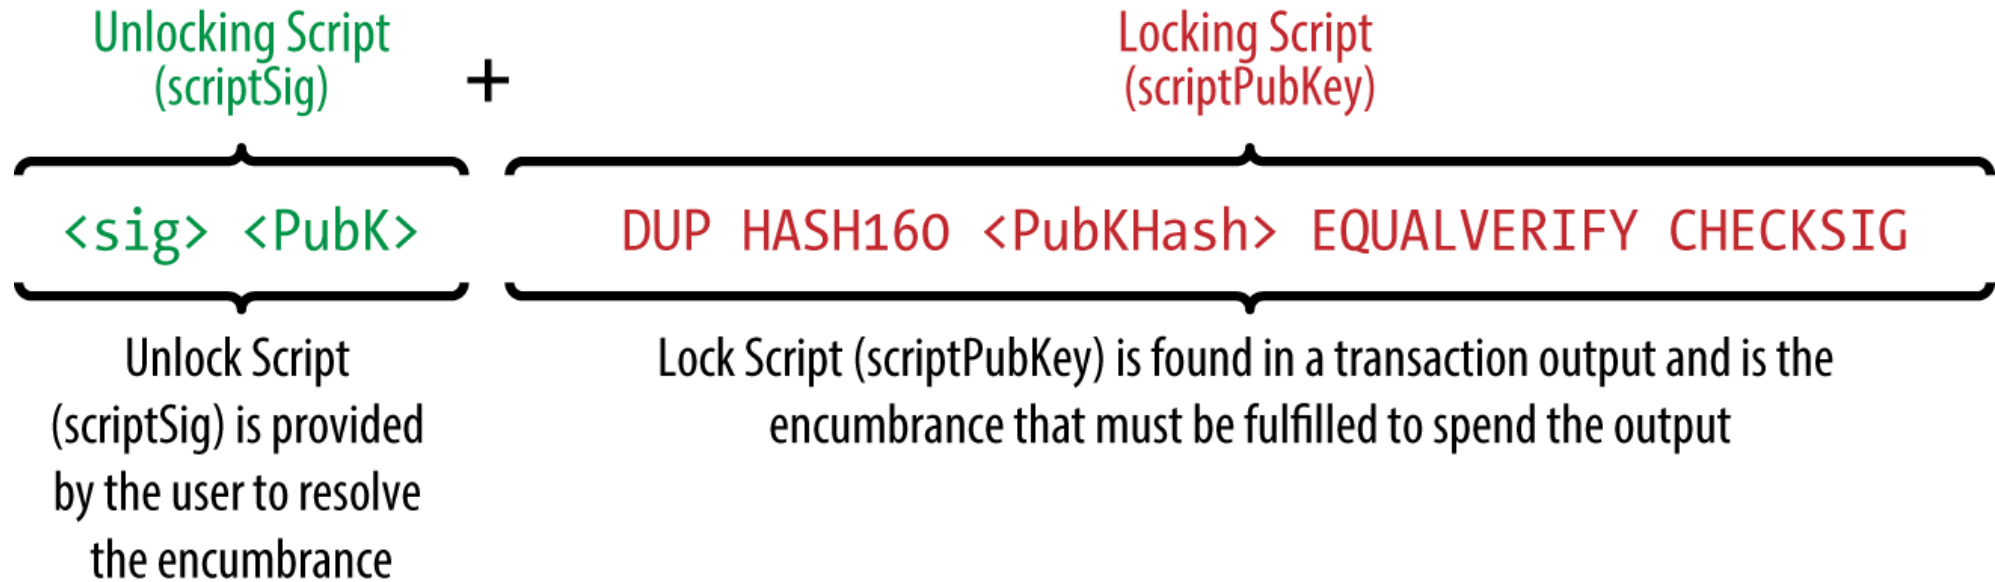 Unlocking Script
(scriptSig)
+
Locking Script
(scriptPubKey)
<sig> <PubK>
DUP HASH160 <PubKHash> EQUALVERIFY CHECKSIG
Unlock Script
(scriptSig) is provided
by the user to resolve
the encumbrance
Lock Script (scriptPubKey) is found in a transaction output and is the
encumbrance that must be fulfilled to spend the output